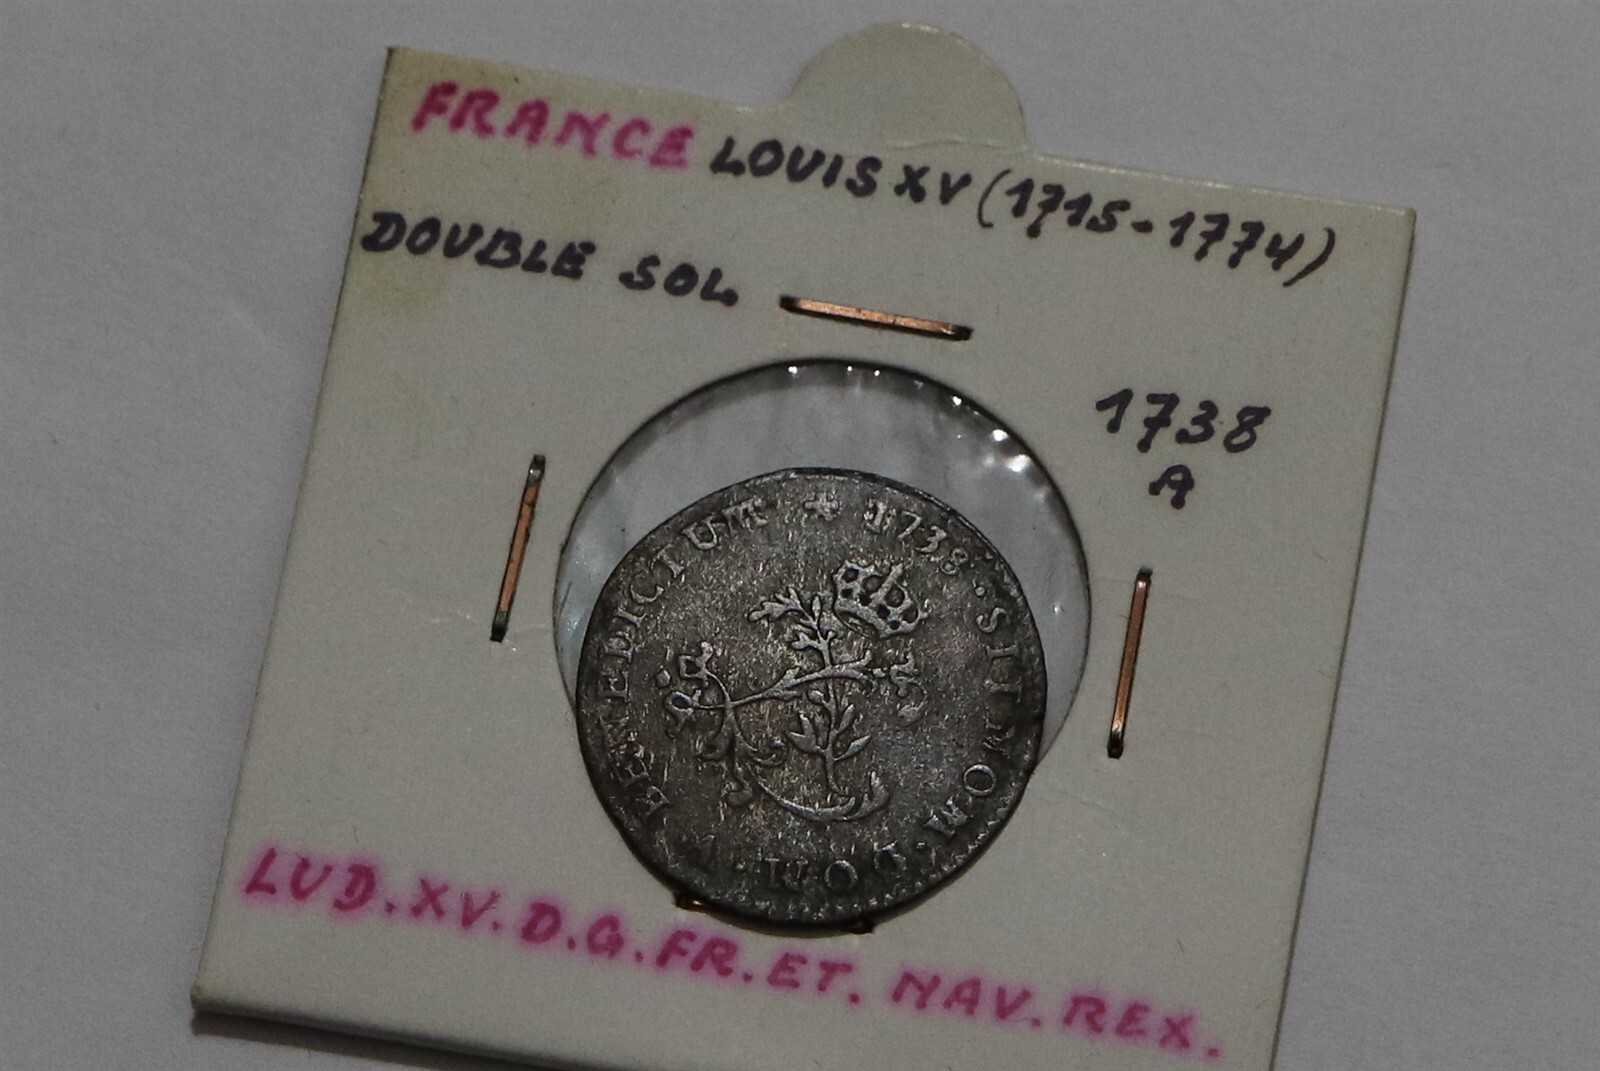 FRANCE LOUIS XV (1715-1774)
DOUBLE SOL
1738
A
1738 · SIT NOM · DOM · BENEDICTUM
LUD.XV.D.G.FR.ET.NAV.REX.